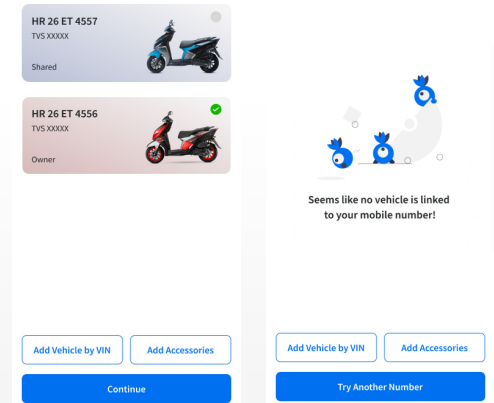 HR 26 ET 4557
TVS XXXXX
Shared
HR 26 ET 4556
TVS XXXXX
Owner
Add Vehicle by VIN
Add Accessories
Continue
Seems like no vehicle is linked
to your mobile number!
Add Vehicle by VIN
Add Accessories
Try Another Number